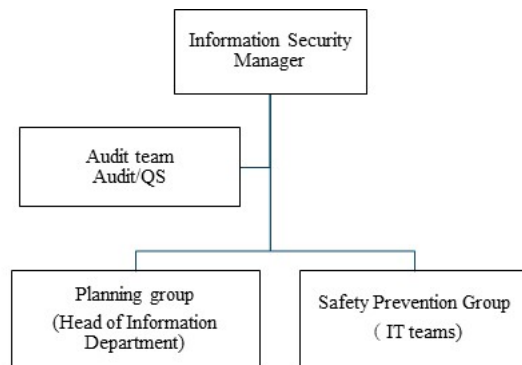 Information Security
Manager
Audit team
Audit/QS
Planning group
(Head of Information
Department)
Safety Prevention Group
( IT teams)